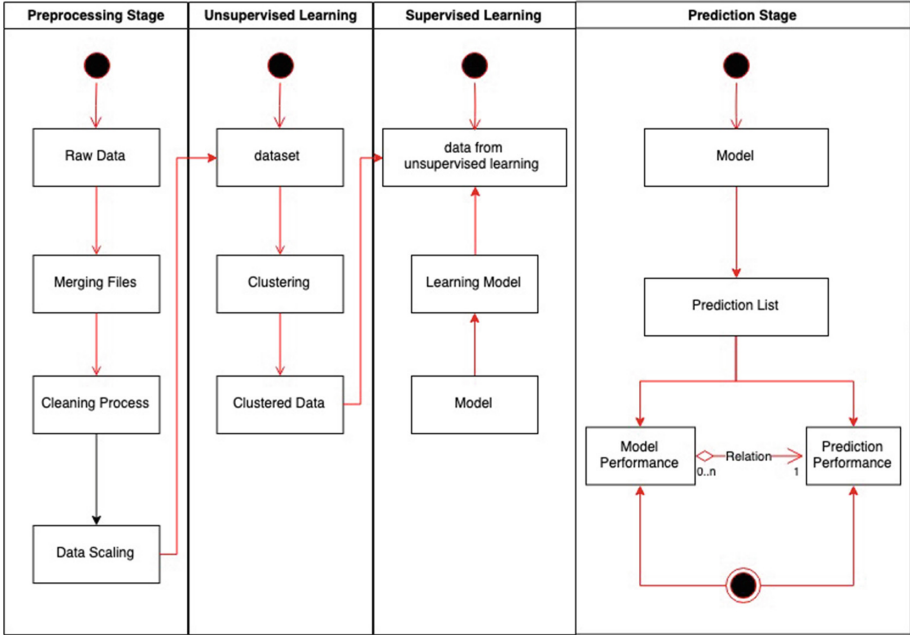 Preprocessing Stage
Unsupervised Learning
Supervised Learning
Prediction Stage
Raw Data
Merging Files
Cleaning Process
Data Scaling
dataset
Clustering
Clustered Data
data from
unsupervised learning
Learning Model
Model
Model
Prediction List
Model
Performance
Relation
0..n
1
Prediction
Performance